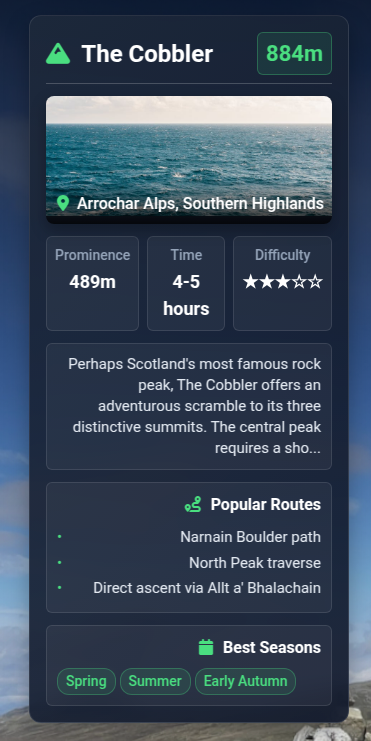 The Cobbler
884m
Arrochar Alps, Southern Highlands
Prominence
489m
Time
4-5
hours
Difficulty
★★★☆☆
Perhaps Scotland's most famous rock
peak, The Cobbler offers an
adventurous scramble to its three
distinctive summits. The central peak
requires a sho...
Popular Routes
• Narnain Boulder path
• North Peak traverse
• Direct ascent via Allt a' Bhalachain
Best Seasons
Spring
Summer
Early Autumn